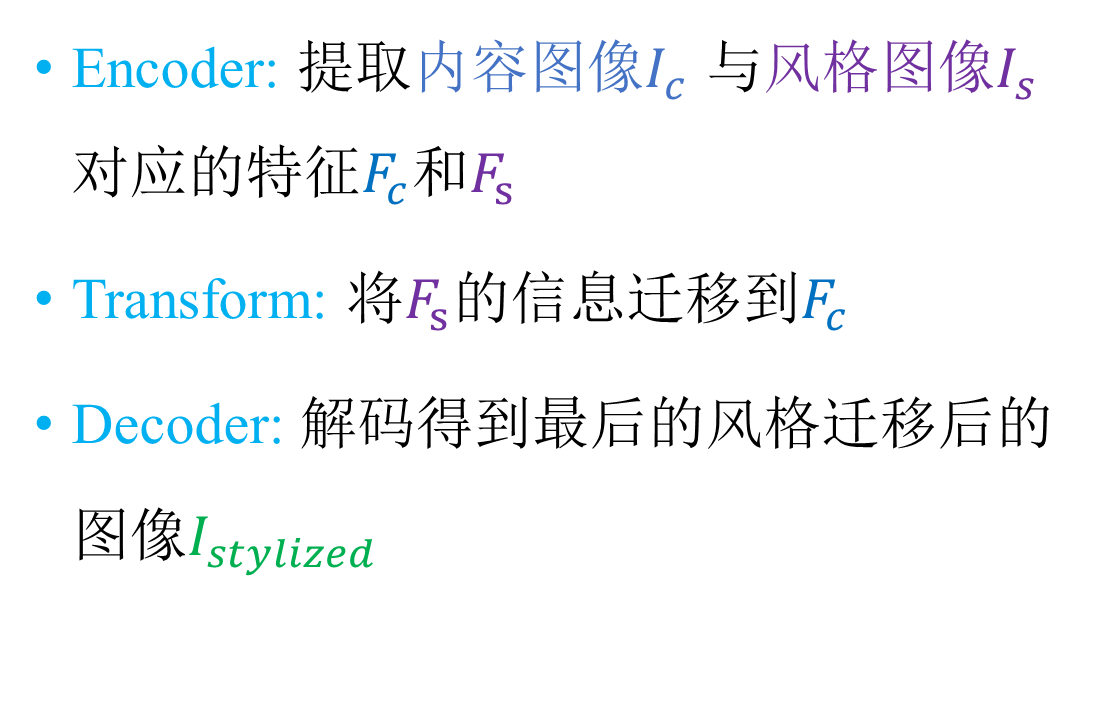 • Encoder: 提取内容图像I_c 与风格图像I_s
对应的特征F_c和F_s
• Transform: 将F_s的信息迁移到F_c
• Decoder: 解码得到最后的风格迁移后的
图像I_stylized